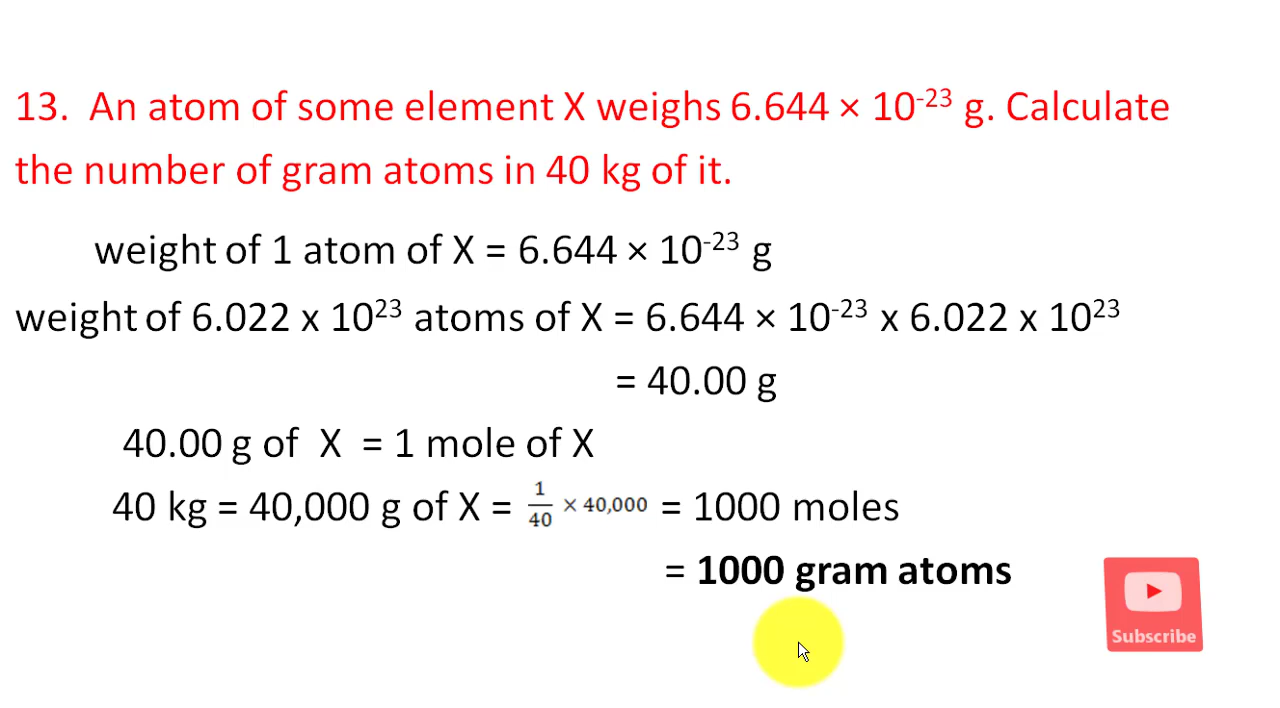 13.  An atom of some element X weighs 6.644 × 10⁻²³ g. Calculate
the number of gram atoms in 40 kg of it.
weight of 1 atom of X = 6.644 × 10⁻²³ g
weight of 6.022 x 10²³ atoms of X = 6.644 × 10⁻²³ x 6.022 x 10²³
= 40.00 g
40.00 g of  X  = 1 mole of X
40 kg = 40,000 g of X = 1/40 × 40,000 = 1000 moles
= 1000 gram atoms
Subscribe